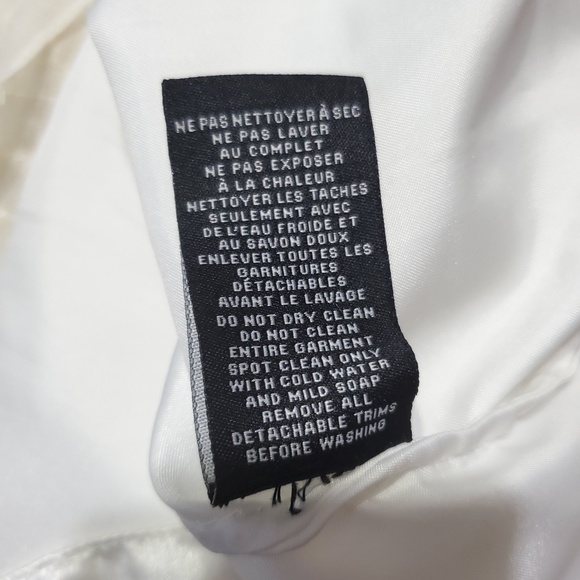 NE PAS NETTOYER À SEC
NE PAS LAVER
AU COMPLET
NE PAS EXPOSER
À LA CHALEUR
NETTOYER LES TACHES
SEULEMENT AVEC
DE L'EAU FROIDE ET
AU SAVON DOUX
ENLEVER TOUTES LES
GARNITURES
DÉTACHABLES
AVANT LE LAVAGE
DO NOT DRY CLEAN
DO NOT CLEAN
ENTIRE GARMENT
SPOT CLEAN ONLY
WITH COLD WATER
AND MILD SOAP
REMOVE ALL
DETACHABLE TRIMS
BEFORE WASHING